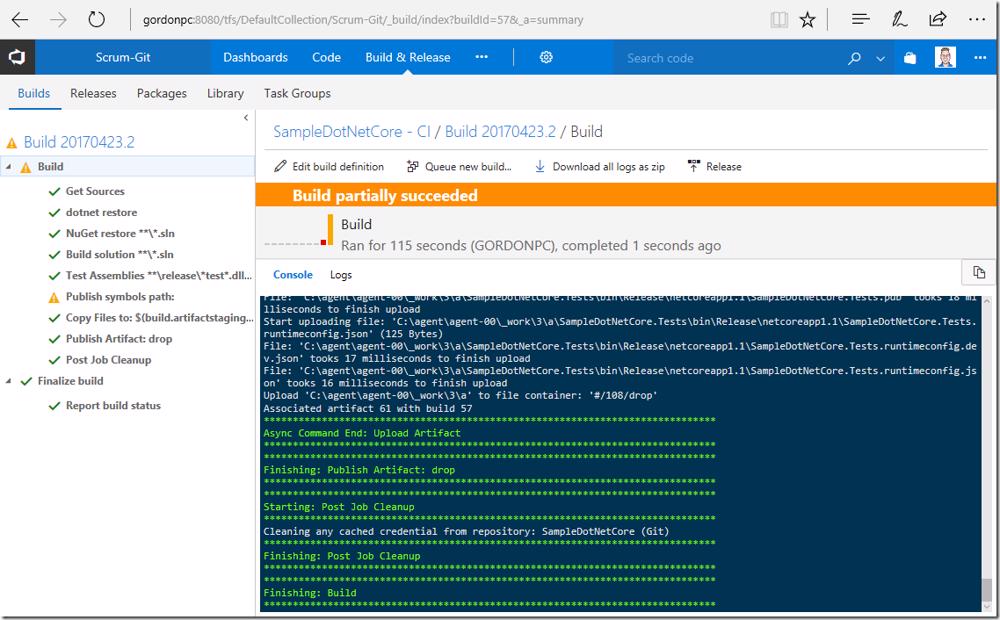 gordonpc:8080/tfs/DefaultCollection/Scrum-Git/_build/index?buildId=57&_a=summary
Scrum-Git Dashboards Code Build & Release Search code
Builds Releases Packages Library Task Groups
Build 20170423.2
Build
Get Sources
dotnet restore
NuGet restore **\*.sln
Build solution **\*.sln
Test Assemblies **\release\*test*.dll...
Publish symbols path:
Copy Files to: $(build.artifactstaging...
Publish Artifact: drop
Post Job Cleanup
Finalize build
Report build status
SampleDotNetCore - CI / Build 20170423.2 / Build
Edit build definition Queue new build... Download all logs as zip Release
Build partially succeeded
Build
Ran for 115 seconds (GORDONPC), completed 1 seconds ago
Console Logs
File: 'C:\agent\agent-00\_work\3\a\SampleDotNetCore.Tests\bin\Release\netcoreapp1.1\SampleDotNetCore.Tests.pdb' tooks 18 mi
lliseconds to finish upload
Start uploading file: 'C:\agent\agent-00\_work\3\a\SampleDotNetCore.Tests\bin\Release\netcoreapp1.1\SampleDotNetCore.Tests.
runtimeconfig.json' (125 Bytes)
File: 'C:\agent\agent-00\_work\3\a\SampleDotNetCore.Tests\bin\Release\netcoreapp1.1\SampleDotNetCore.Tests.runtimeconfig.de
v.json' tooks 17 milliseconds to finish upload
File: 'C:\agent\agent-00\_work\3\a\SampleDotNetCore.Tests\bin\Release\netcoreapp1.1\SampleDotNetCore.Tests.runtimeconfig.js
on' tooks 16 milliseconds to finish upload
Upload 'C:\agent\agent-00\_work\3\a' to file container: '#/108/drop'
Associated artifact 61 with build 57
******************************************************************************
Async Command End: Upload Artifact
******************************************************************************
******************************************************************************
Finishing: Publish Artifact: drop
******************************************************************************
******************************************************************************
Starting: Post Job Cleanup
******************************************************************************
Cleaning any cached credential from repository: SampleDotNetCore (Git)
******************************************************************************
Finishing: Post Job Cleanup
******************************************************************************
******************************************************************************
Finishing: Build
******************************************************************************